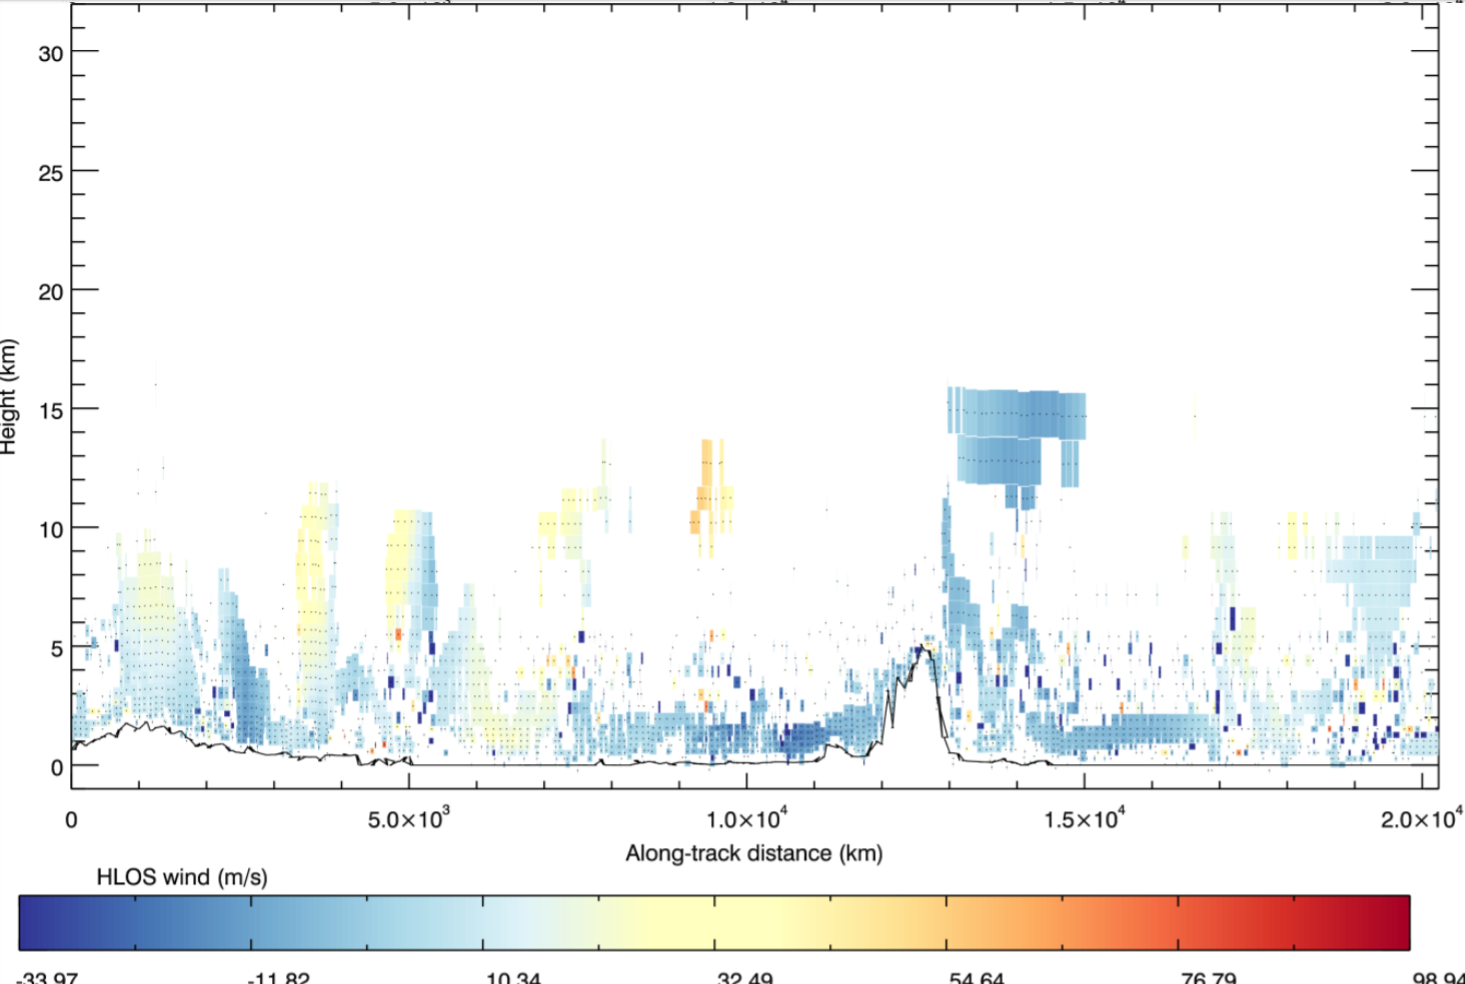 30
25
20
15
10
5
0
Height (km)
0 5.0×10³ 1.0×10⁴ 1.5×10⁴ 2.0×10⁴
Along-track distance (km)
HLOS wind (m/s)
-33.97 -11.82 10.34 32.49 54.64 76.79 98.94